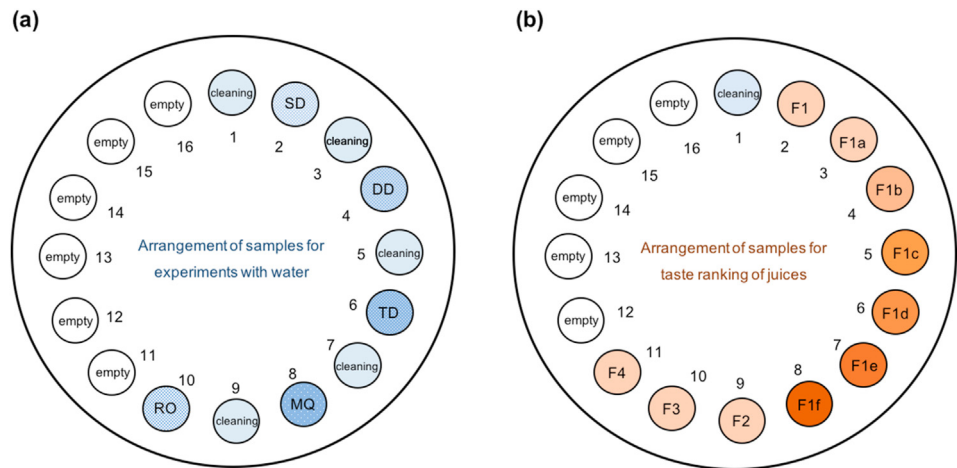 (a)
cleaning
1
SD
2
cleaning
3
DD
4
cleaning
5
TD
6
cleaning
7
MQ
8
cleaning
9
RO
10
empty
11
empty
12
empty
13
empty
14
empty
15
empty
16
Arrangement of samples for
experiments with water
(b)
cleaning
1
F1
2
F1a
3
F1b
4
F1c
5
F1d
6
F1e
7
F1f
8
F2
9
F3
10
F4
11
empty
12
empty
13
empty
14
empty
15
empty
16
Arrangement of samples for
taste ranking of juices